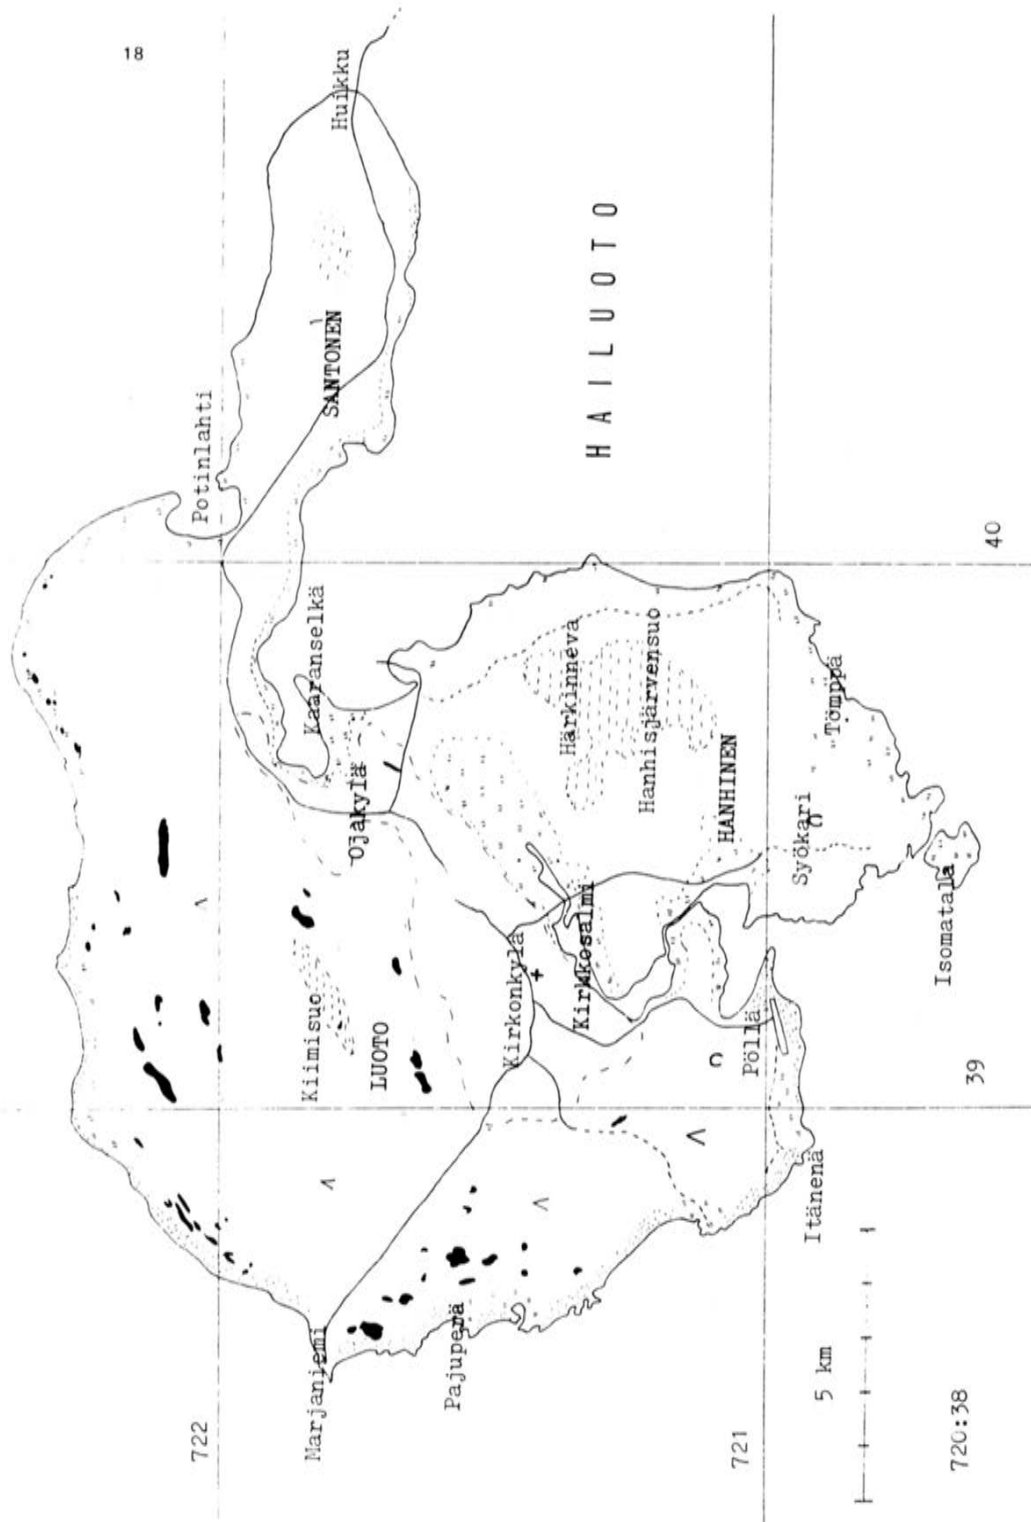 18
Huikku
SANTONEN
Potinlahti
HAILUOTO
40
Kaaranselkä
Ojakylä
Härkinneva
Hanhisjärvensuo
HANHINEN
Tömppä
Syökari
Isomatala
Kirkkosalmi
Kirkonkylä
Kiimisuo
LUOTO
Pöllä
39
Itänenä
Marjaniemi
Pajuperä
5 km
722
721
720:38